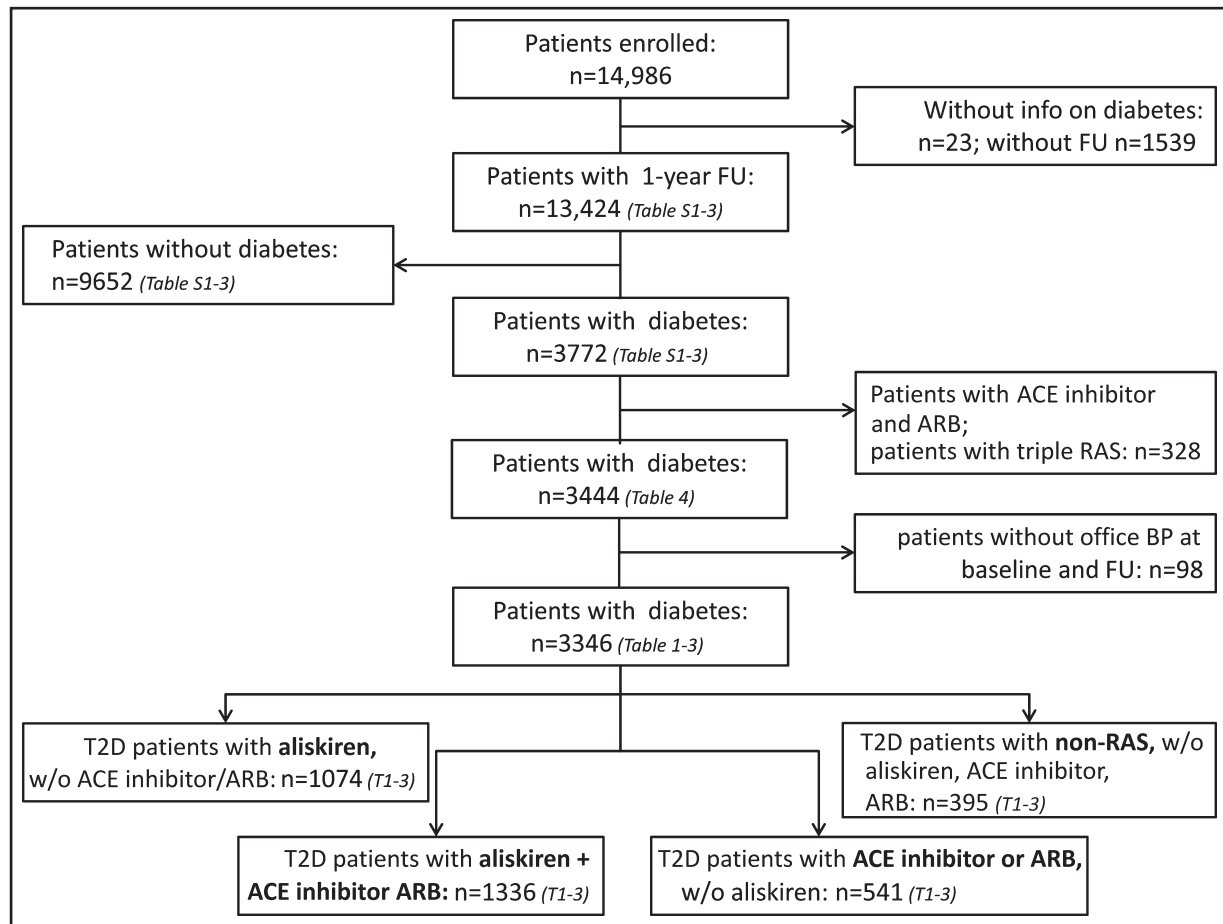 Patients enrolled:
n=14,986
Without info on diabetes:
n=23; without FU n=1539
Patients with 1-year FU:
n=13,424 (Table S1-3)
Patients without diabetes:
n=9652 (Table S1-3)
Patients with diabetes:
n=3772 (Table S1-3)
Patients with ACE inhibitor
and ARB;
patients with triple RAS: n=328
Patients with diabetes:
n=3444 (Table 4)
patients without office BP at
baseline and FU: n=98
Patients with diabetes:
n=3346 (Table 1-3)
T2D patients with aliskiren,
w/o ACE inhibitor/ARB: n=1074 (T1-3)
T2D patients with non-RAS, w/o
aliskiren, ACE inhibitor,
ARB: n=395 (T1-3)
T2D patients with aliskiren +
ACE inhibitor ARB: n=1336 (T1-3)
T2D patients with ACE inhibitor or ARB,
w/o aliskiren: n=541 (T1-3)